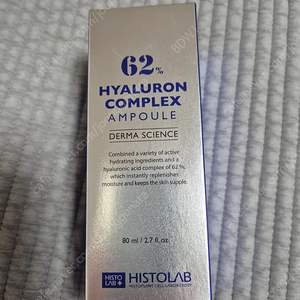 62%
HYALURON
COMPLEX
AMPOULE
DERMA SCIENCE
Combined a variety of active
hydrating ingredients and a
hyaluronic acid complex of 62 %,
which instantly replenishes
moisture and keeps the skin supple.
80 ml / 2.7 fl. oz.
HISTO
LAB +
HISTOLAB